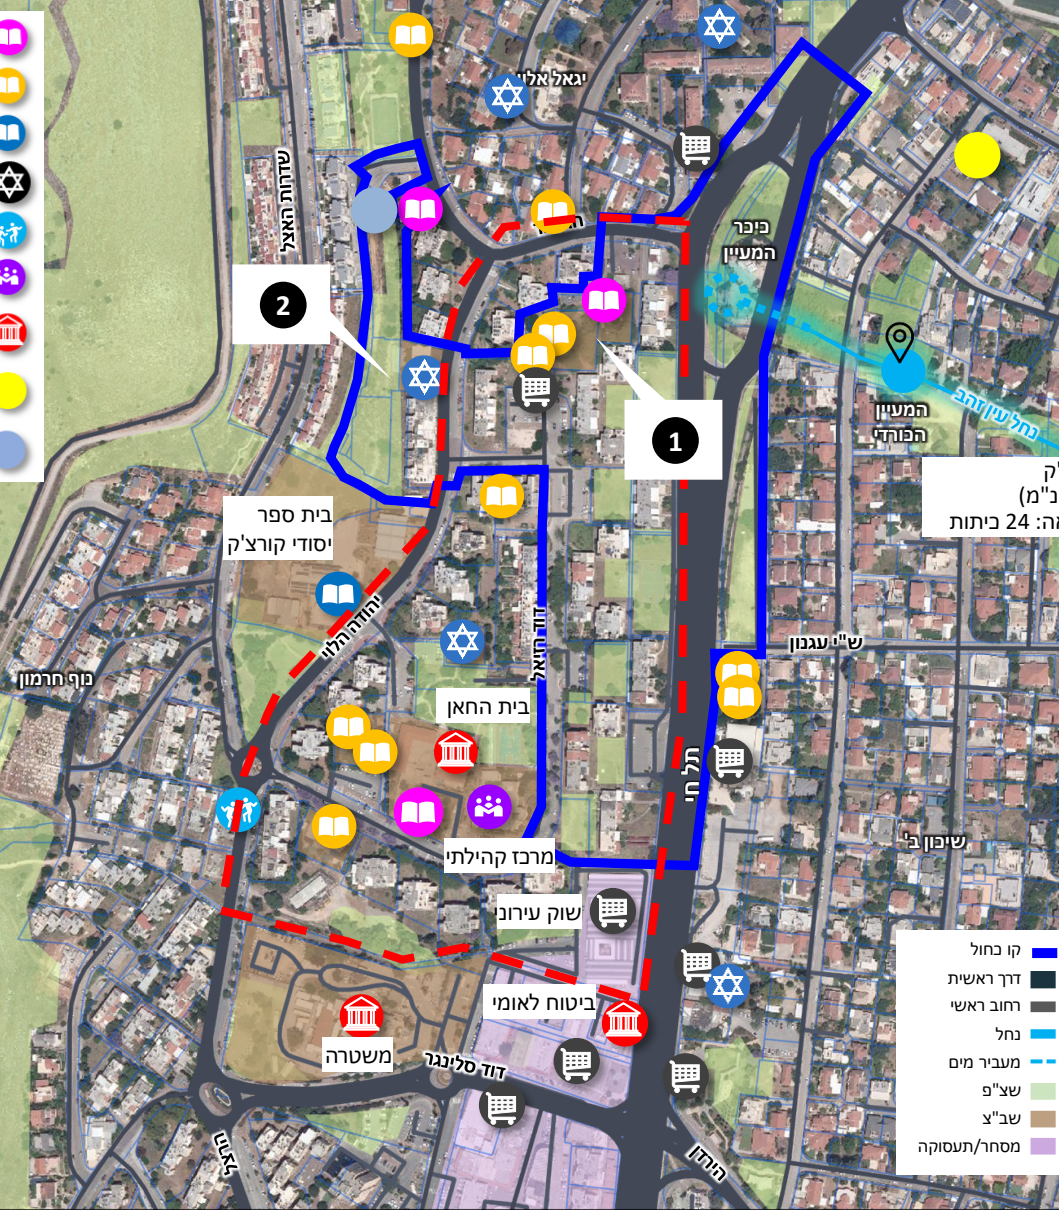 יגאל אלון
שדרות האצל
כיכר
המעיין
2
1
המעיין
הכורדי
נחל עין זהב
נ"מ)
24 כיתות
בית ספר
יסודי קורצ'ק
יהודה הלוי
דוד רזיאל
ש"י עגנון
נוף חרמון
בית החאן
תל חי
מרכז קהילתי
שיכון ב'
שוק עירוני
ביטוח לאומי
משטרה
דוד סלינגר
הרצל
הירדן
קו כחול
דרך ראשית
רחוב ראשי
נחל
מעביר מים
שצ"פ
שב"צ
מסחר/תעסוקה